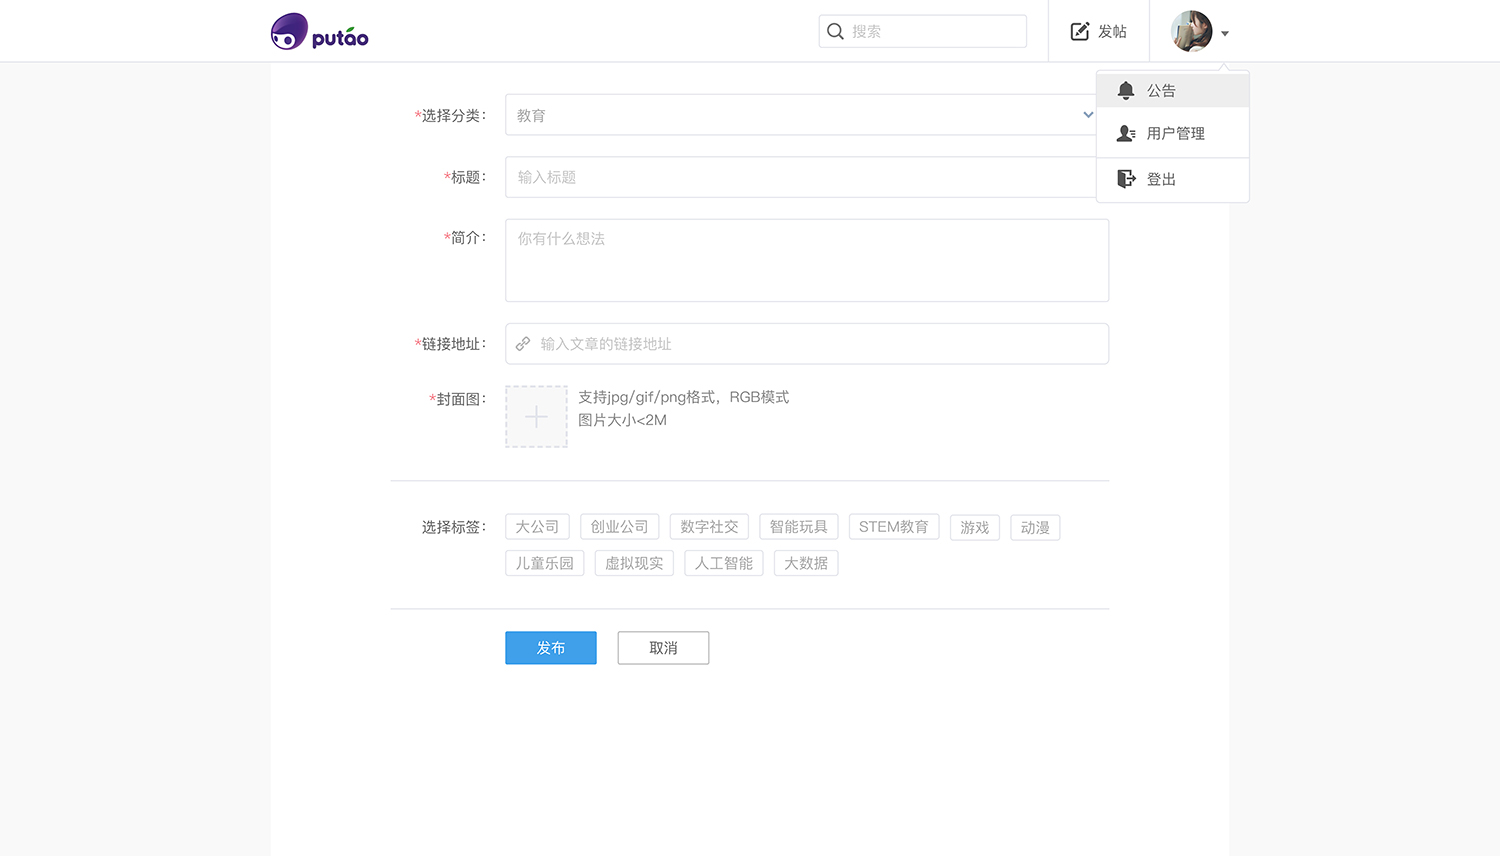 putao
搜索
发帖
公告
用户管理
登出
*选择分类：
教育
*标题：
输入标题
*简介：
你有什么想法
*链接地址：
输入文章的链接地址
*封面图：
支持jpg/gif/png格式，RGB模式
图片大小<2M
选择标签：
大公司 创业公司 数字社交 智能玩具 STEM教育 游戏 动漫
儿童乐园 虚拟现实 人工智能 大数据
发布 取消